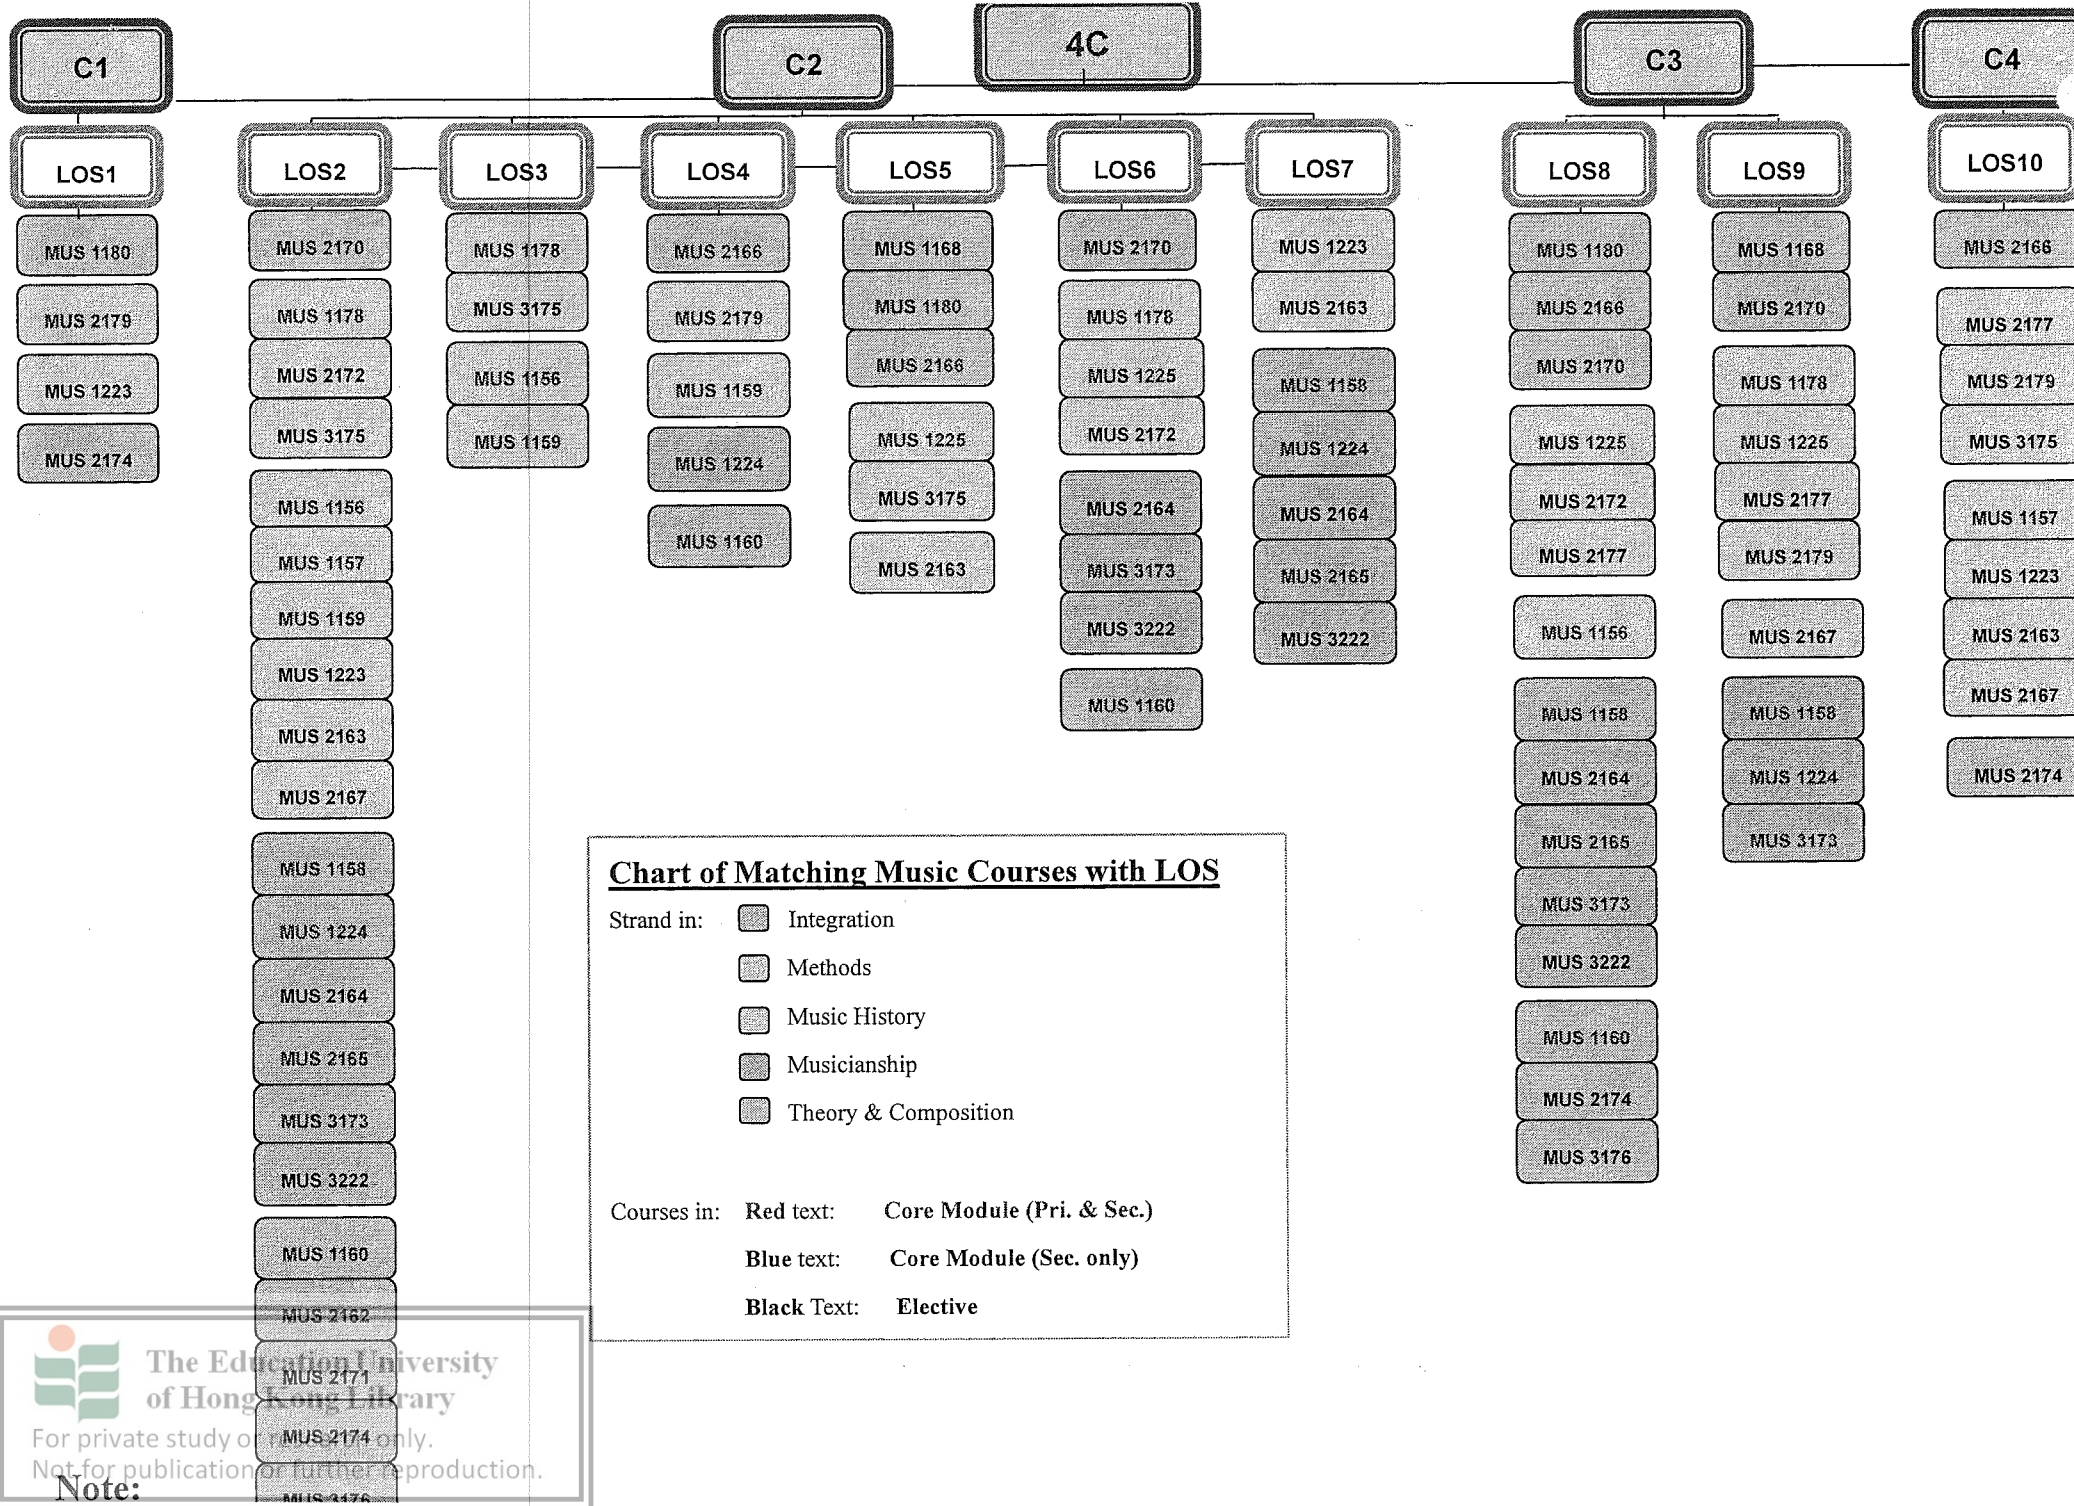 4C
C1
C2
C3
C4
LOS1
LOS2
LOS3
LOS4
LOS5
LOS6
LOS7
LOS8
LOS9
LOS10
MUS 1180
MUS 2179
MUS 1223
MUS 2174
MUS 2170
MUS 1178
MUS 2172
MUS 3175
MUS 1156
MUS 1157
MUS 1159
MUS 1223
MUS 2163
MUS 2167
MUS 1158
MUS 1224
MUS 2164
MUS 2165
MUS 3173
MUS 3222
MUS 1160
MUS 2162
MUS 2171
MUS 2174
MUS 3176
MUS 1178
MUS 3175
MUS 1156
MUS 1159
MUS 2166
MUS 2179
MUS 1159
MUS 1224
MUS 1160
MUS 1168
MUS 1180
MUS 2166
MUS 1225
MUS 3175
MUS 2163
MUS 2170
MUS 1178
MUS 1225
MUS 2172
MUS 2164
MUS 3173
MUS 3222
MUS 1160
MUS 1223
MUS 2163
MUS 1158
MUS 1224
MUS 2164
MUS 2165
MUS 3222
MUS 1180
MUS 2166
MUS 2170
MUS 1225
MUS 2172
MUS 2177
MUS 1156
MUS 1158
MUS 2164
MUS 2165
MUS 3173
MUS 3222
MUS 1160
MUS 2174
MUS 3176
MUS 1168
MUS 2170
MUS 1178
MUS 1225
MUS 2177
MUS 2179
MUS 2167
MUS 1158
MUS 1224
MUS 3173
MUS 2166
MUS 2177
MUS 2179
MUS 3175
MUS 1157
MUS 1223
MUS 2163
MUS 2167
MUS 2174
Chart of Matching Music Courses with LOS
Strand in: Integration
Methods
Music History
Musicianship
Theory & Composition
Courses in: Red text: Core Module (Pri. & Sec.)
Blue text: Core Module (Sec. only)
Black Text: Elective
The Education University
of Hong Kong Library
For private study or research only.
Not for publication or further reproduction.
Note: